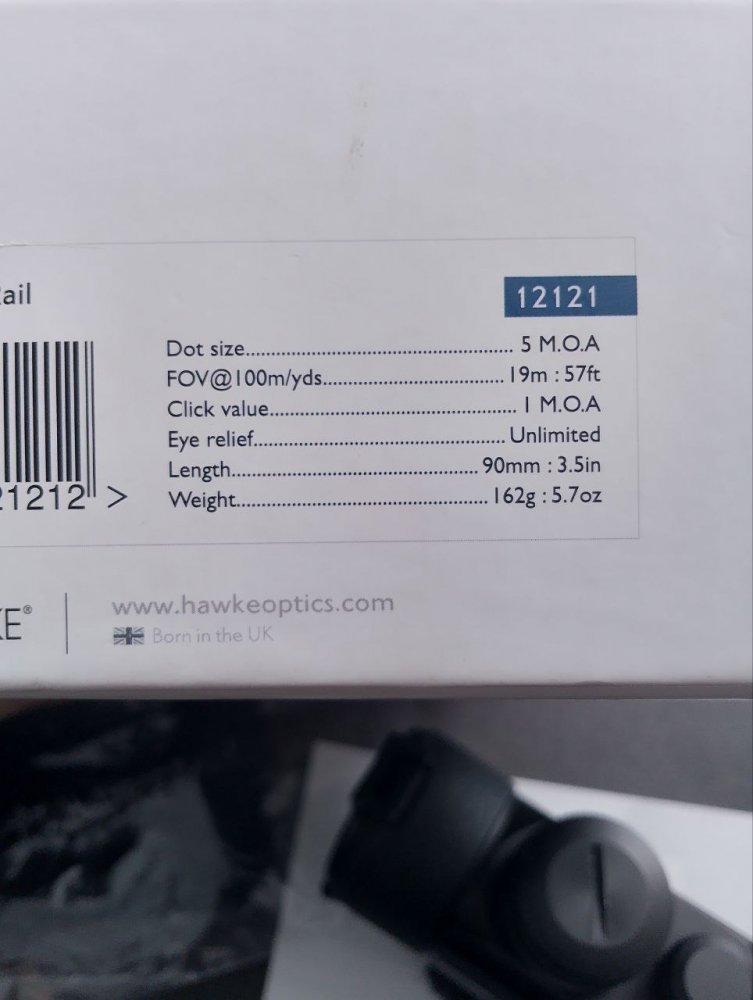 ail
12121
Dot size 5 M.O.A
FOV@100m/yds 19m : 57ft
Click value 1 M.O.A
Eye relief Unlimited
Length 90mm : 3.5in
Weight 162g : 5.7oz
21212 >
KE®
www.hawkeoptics.com
Born in the UK